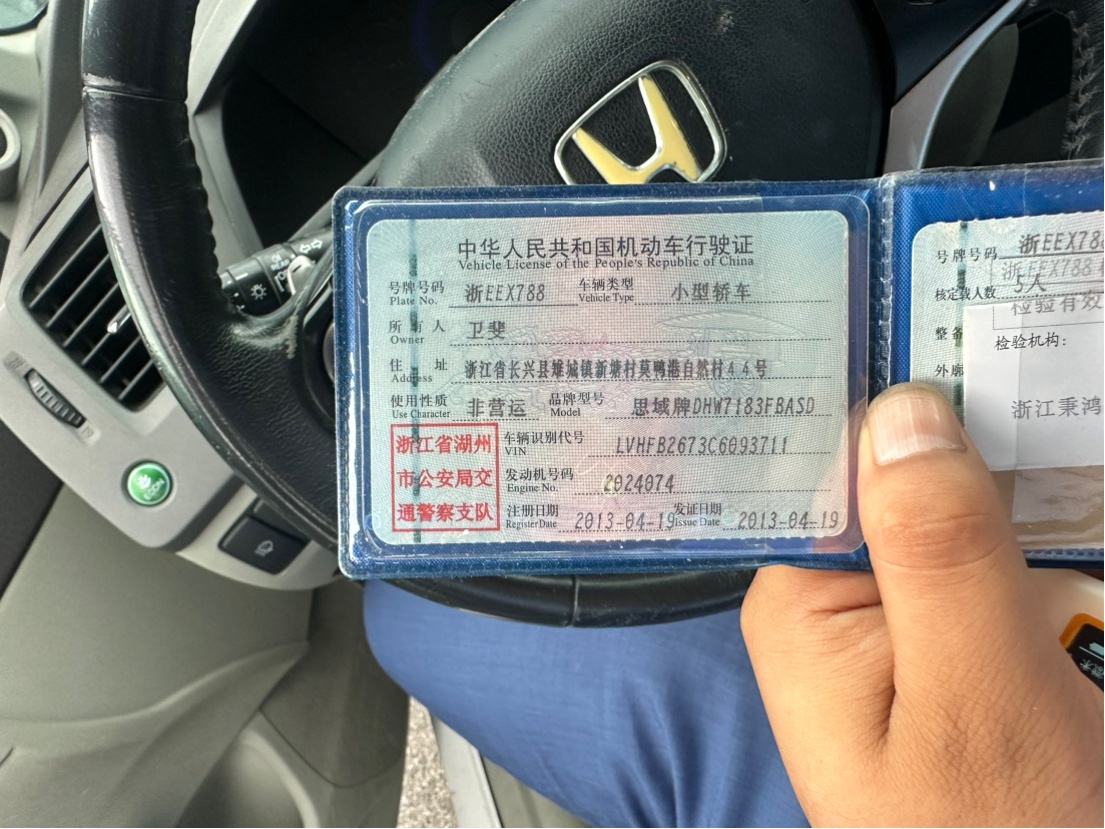 中华人民共和国机动车行驶证
Vehicle License of the People's Republic of China
号牌号码 浙EEX788 车辆类型 小型轿车
Plate No. Vehicle Type
所有人 卫斐
Owner
住址 浙江省长兴县雉城镇新塘村莫鸭港自然村44号
Address
使用性质 非营运 品牌型号 思域牌DHW7183FBASD
Use Character Model
浙江省湖州
市公安局交
通警察支队
车辆识别代号 LVHFB2673C6093711
VIN
发动机号码 2024074
Engine No.
注册日期 2013-04-19 发证日期 2013-04-19
Register Date Issue Date
号牌号码 浙EEX788
浙EEX788
核定载人数 5人
检验有效
整备
检验机构:
外廓
浙江秉鸿
ECON